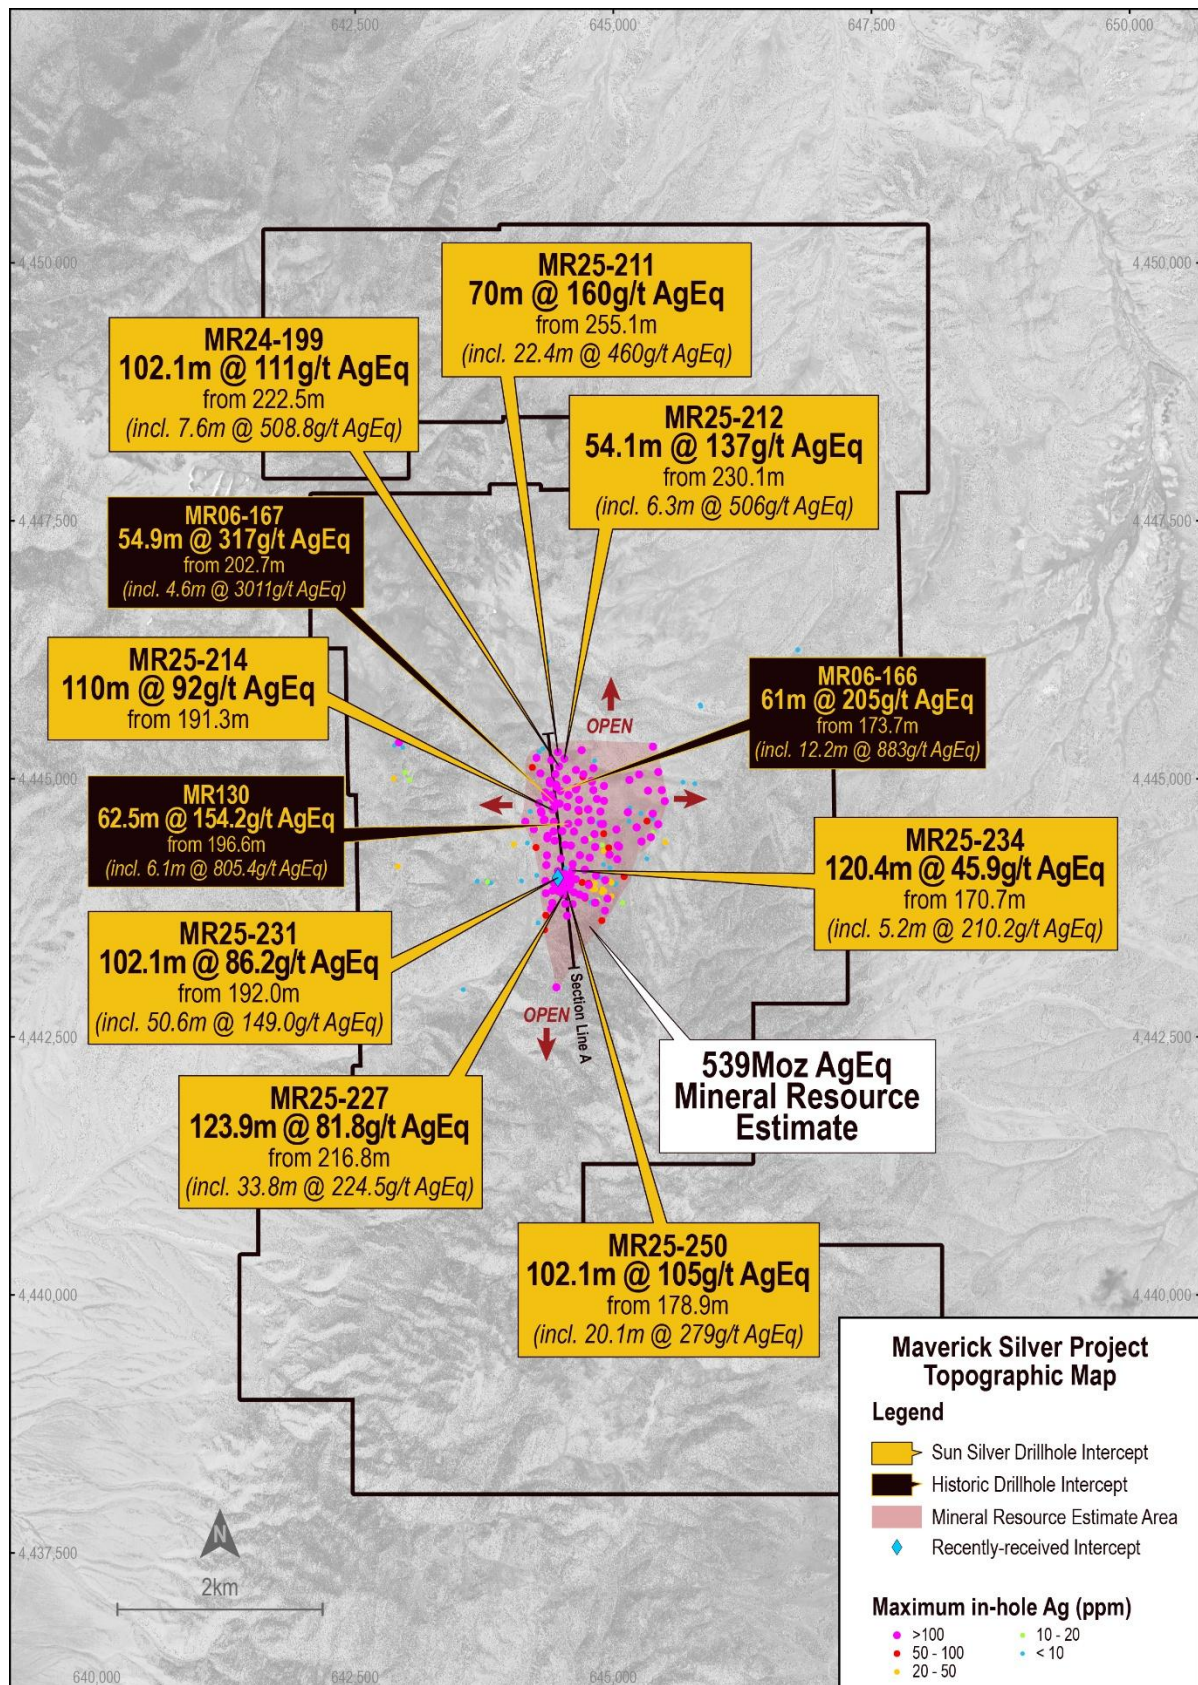 642,500
645,000
647,500
650,000
4,450,000
4,450,000
MR25-211
70m @ 160g/t AgEq
from 255.1m
(incl. 22.4m @ 460g/t AgEq)
MR24-199
102.1m @ 111g/t AgEq
from 222.5m
(incl. 7.6m @ 508.8g/t AgEq)
MR25-212
54.1m @ 137g/t AgEq
from 230.1m
(incl. 6.3m @ 506g/t AgEq)
4,447,500
4,447,500
MR06-167
54.9m @ 317g/t AgEq
from 202.7m
(incl. 4.6m @ 3011g/t AgEq)
MR25-214
110m @ 92g/t AgEq
from 191.3m
MR06-166
61m @ 205g/t AgEq
from 173.7m
(incl. 12.2m @ 883g/t AgEq)
OPEN
4,445,000
4,445,000
MR130
62.5m @ 154.2g/t AgEq
from 196.6m
(incl. 6.1m @ 805.4g/t AgEq)
MR25-234
120.4m @ 45.9g/t AgEq
from 170.7m
(incl. 5.2m @ 210.2g/t AgEq)
MR25-231
102.1m @ 86.2g/t AgEq
from 192.0m
(incl. 50.6m @ 149.0g/t AgEq)
Section Line A
OPEN
4,442,500
4,442,500
539Moz AgEq
Mineral Resource
Estimate
MR25-227
123.9m @ 81.8g/t AgEq
from 216.8m
(incl. 33.8m @ 224.5g/t AgEq)
MR25-250
102.1m @ 105g/t AgEq
from 178.9m
(incl. 20.1m @ 279g/t AgEq)
4,440,000
4,440,000
Maverick Silver Project
Topographic Map
Legend
Sun Silver Drillhole Intercept
Historic Drillhole Intercept
Mineral Resource Estimate Area
Recently-received Intercept
Maximum in-hole Ag (ppm)
>100
50 - 100
20 - 50
10 - 20
< 10
N
4,437,500
2km
640,000
642,500
645,000